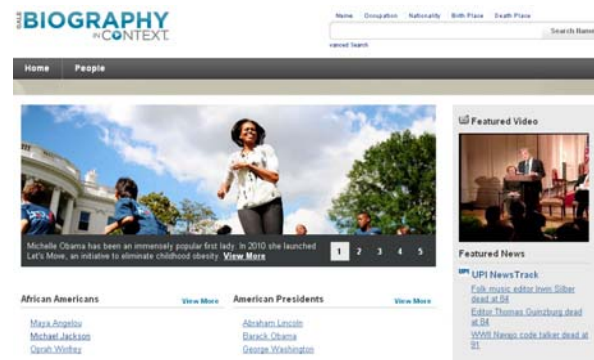 GALE BIOGRAPHY
IN CONTEXT
Name Occupation Nationality Birth Place Death Place
Search Name
vanced Search
Home People
Featured Video
Michelle Obama has been an immensely popular first lady. In 2010 she launched
Let's Move, an initiative to eliminate childhood obesity. View More
1 2 3 4 5
Featured News
UPI NewsTrack
Folk music editor Irwin Silber
dead at 84
Editor Thomas Guinzburg dead
at 84
WWII Navajo code talker dead at
91
African Americans View More American Presidents View More
Maya Angelou Abraham Lincoln
Michael Jackson Barack Obama
Oprah Winfrey George Washington